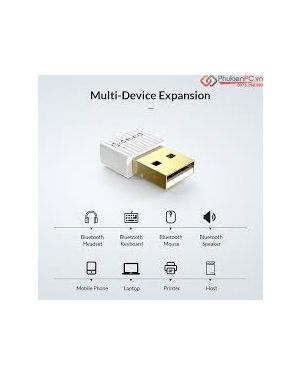 PhukienPC.vn
Multi-Device Expansion
Bluetooth
Headset
Bluetooth
Keyboard
Bluetooth
Mouse
Bluetooth
Speaker
Mobile Phone
Laptop
Printer
Host